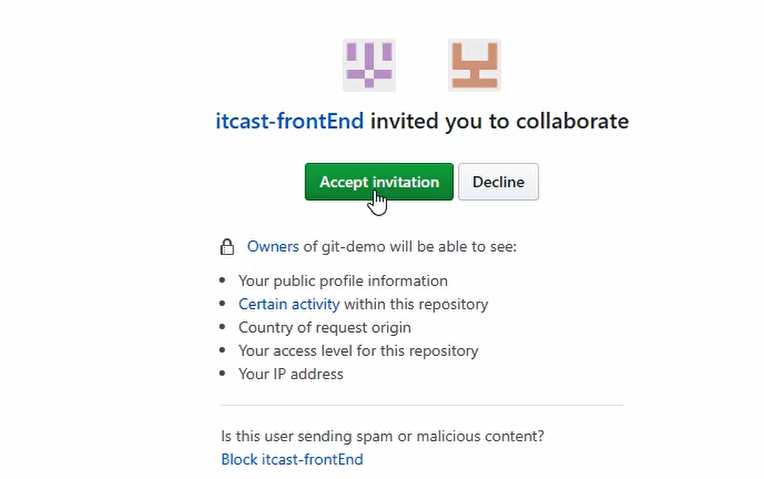 itcast-frontEnd invited you to collaborate
Accept invitation Decline
Owners of git-demo will be able to see:
Your public profile information
Certain activity within this repository
Country of request origin
Your access level for this repository
Your IP address
Is this user sending spam or malicious content?
Block itcast-frontEnd